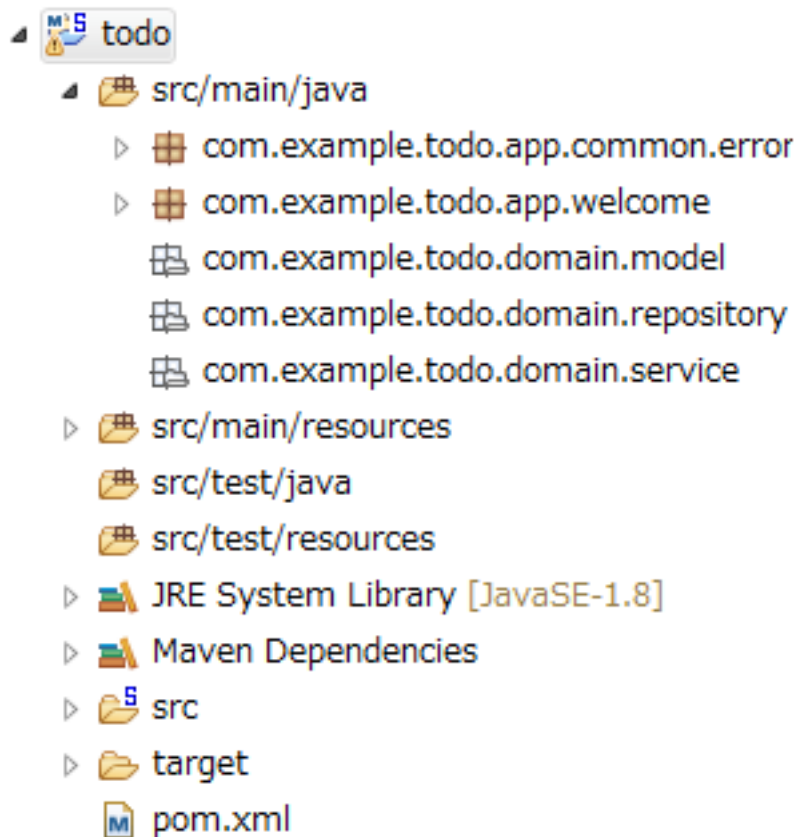 todo
src/main/java
com.example.todo.app.common.error
com.example.todo.app.welcome
com.example.todo.domain.model
com.example.todo.domain.repository
com.example.todo.domain.service
src/main/resources
src/test/java
src/test/resources
JRE System Library [JavaSE-1.8]
Maven Dependencies
src
target
pom.xml